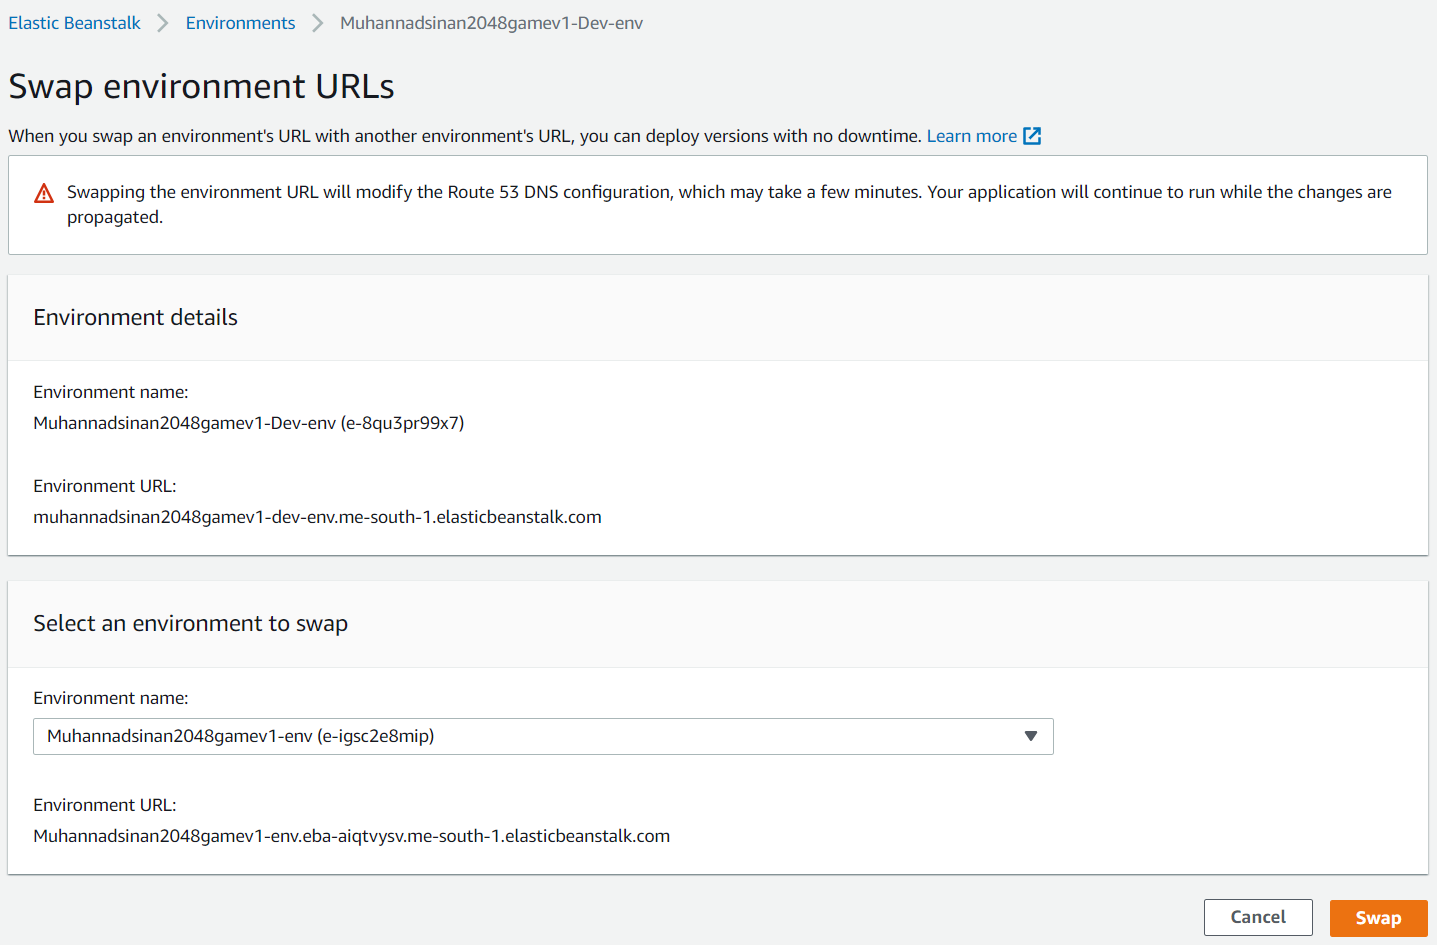 Elastic Beanstalk > Environments > Muhannadsinan2048gamev1-Dev-env
Swap environment URLs
When you swap an environment's URL with another environment's URL, you can deploy versions with no downtime. Learn more
Swapping the environment URL will modify the Route 53 DNS configuration, which may take a few minutes. Your application will continue to run while the changes are
propagated.
Environment details
Environment name:
Muhannadsinan2048gamev1-Dev-env (e-8qu3pr99x7)
Environment URL:
muhannadsinan2048gamev1-dev-env.me-south-1.elasticbeanstalk.com
Select an environment to swap
Environment name:
Muhannadsinan2048gamev1-env (e-igsc2e8mip)
Environment URL:
Muhannadsinan2048gamev1-env.eba-aiqtvysv.me-south-1.elasticbeanstalk.com
Cancel Swap